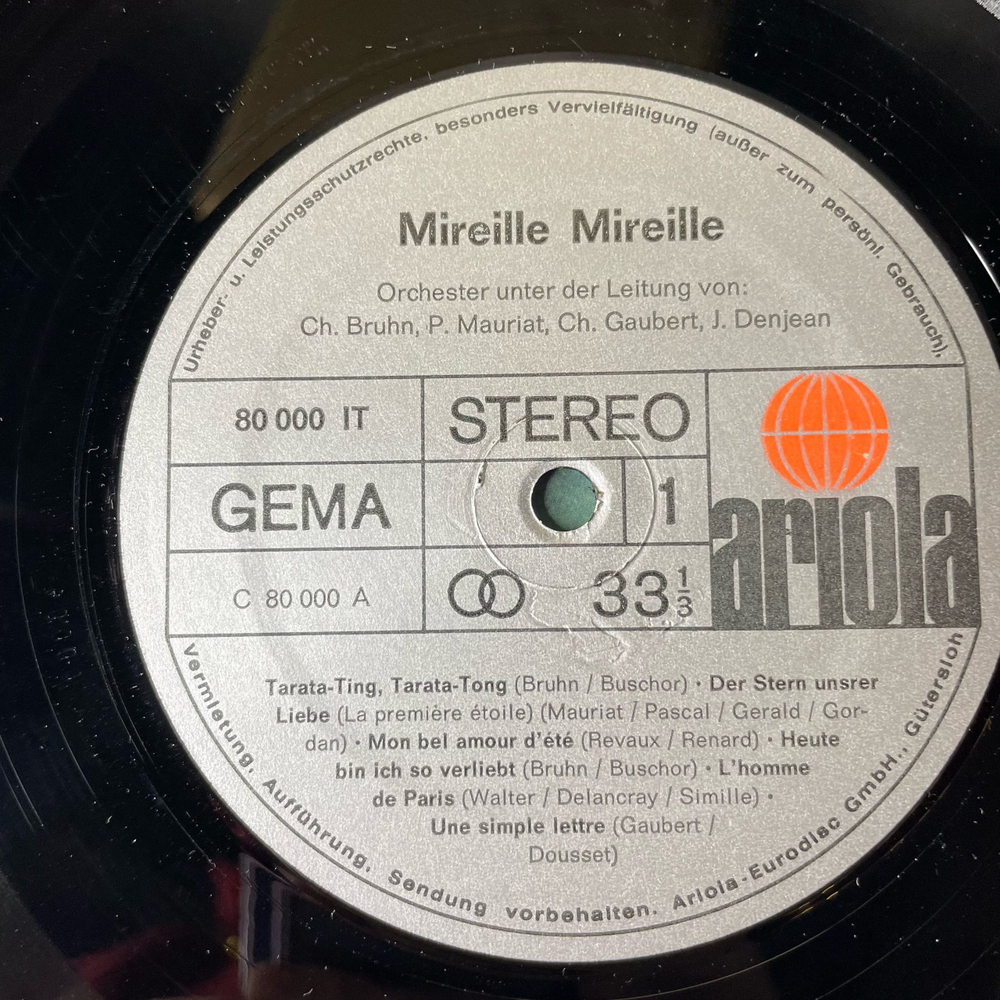 Urheber- u. Leistungsschutzrechte, besonders Vervielfältigung (außer zum persönl. Gebrauch),
Mireille Mireille
Orchester unter der Leitung von:
Ch. Bruhn, P. Mauriat, Ch. Gaubert, J. Denjean
80 000 IT
STEREO
GEMA
1
ariola
C 80 000 A
33 1/3
Tarata-Ting, Tarata-Tong (Bruhn / Buschor) · Der Stern unsrer
Liebe (La première étoile) (Mauriat / Pascal / Gerald / Gor-
dan) · Mon bel amour d'été (Revaux / Renard) · Heute
bin ich so verliebt (Bruhn / Buschor) · L'homme
de Paris (Walter / Delancray / Simille) ·
Une simple lettre (Gaubert /
Dousset)
Vermietung, Aufführung, Sendung vorbehalten. Ariola-Eurodisc GmbH., Gütersloh